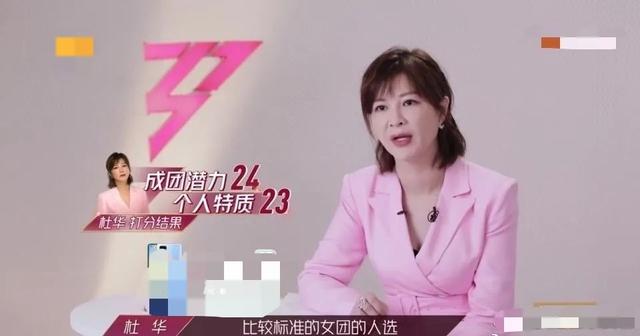 成团潜力24
个人特质23
杜华 打分结果
杜 华
比较标准的女团的人选